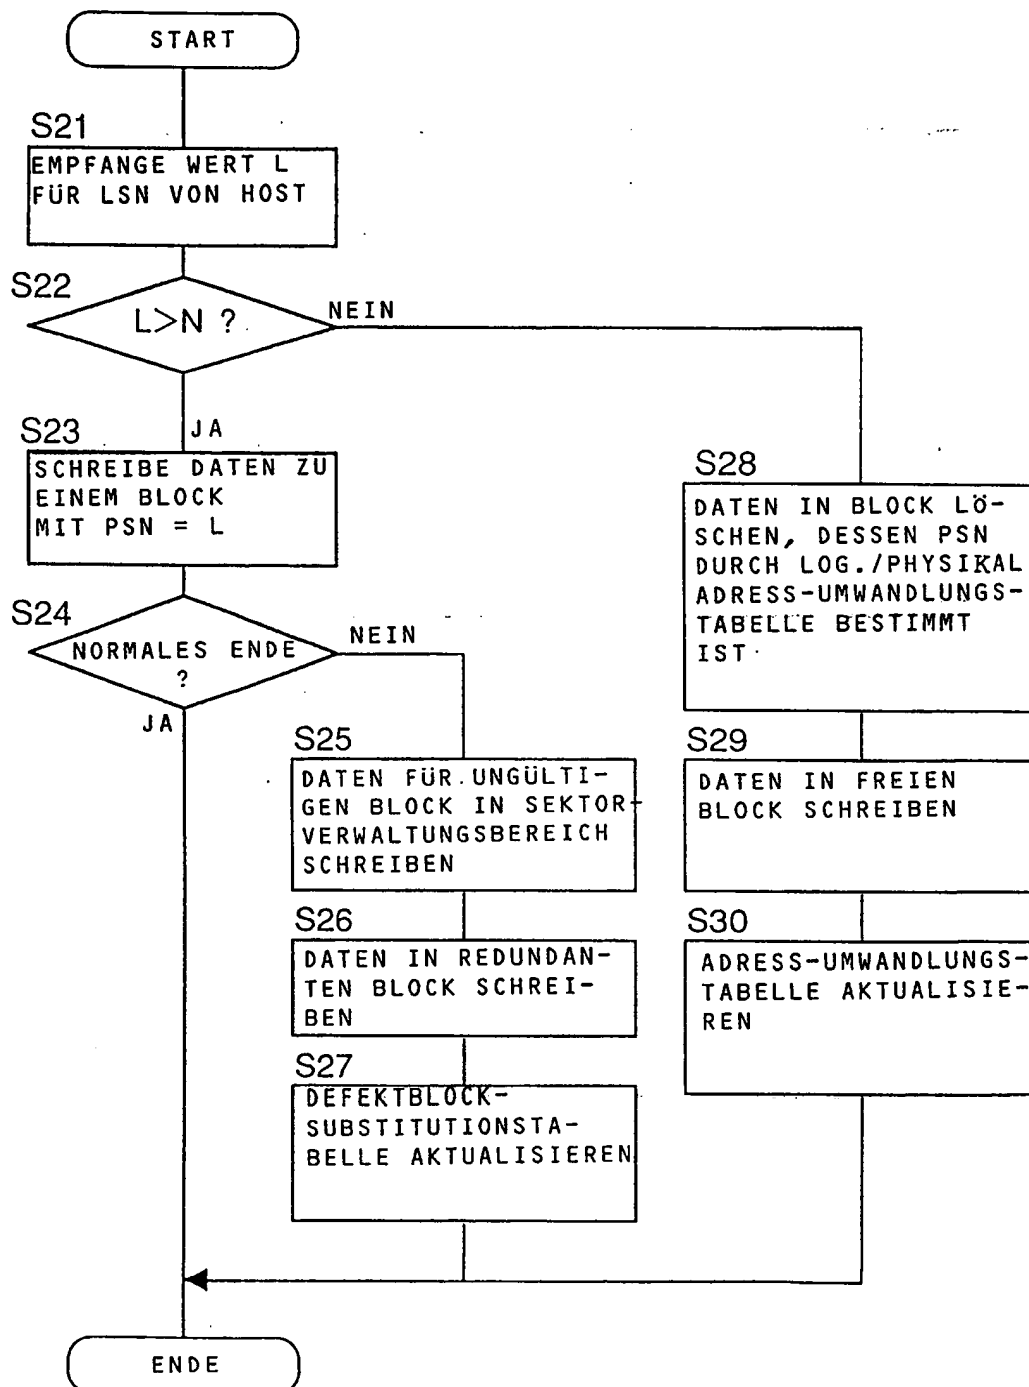 START
S21
EMPFANGE WERT L
FÜR LSN VON HOST
S22
L>N ?
NEIN
JA
S23
SCHREIBE DATEN ZU
EINEM BLOCK
MIT PSN = L
S24
NORMALES ENDE
?
NEIN
JA
S25
DATEN FÜR UNGÜLTI-
GEN BLOCK IN SEKTOR-
VERWALTUNGSBEREICH
SCHREIBEN
S26
DATEN IN REDUNDAN-
TEN BLOCK SCHREI-
BEN
S27
DEFEKTBLOCK-
SUBSTITUTIONSTA-
BELLE AKTUALISIEREN
S28
DATEN IN BLOCK LÖ-
SCHEN, DESSEN PSN
DURCH LOG./PHYSIKAL
ADRESS-UMWANDLUNGS-
TABELLE BESTIMMT
IST
S29
DATEN IN FREIEN
BLOCK SCHREIBEN
S30
ADRESS-UMWANDLUNGS-
TABELLE AKTUALISIE-
REN
ENDE